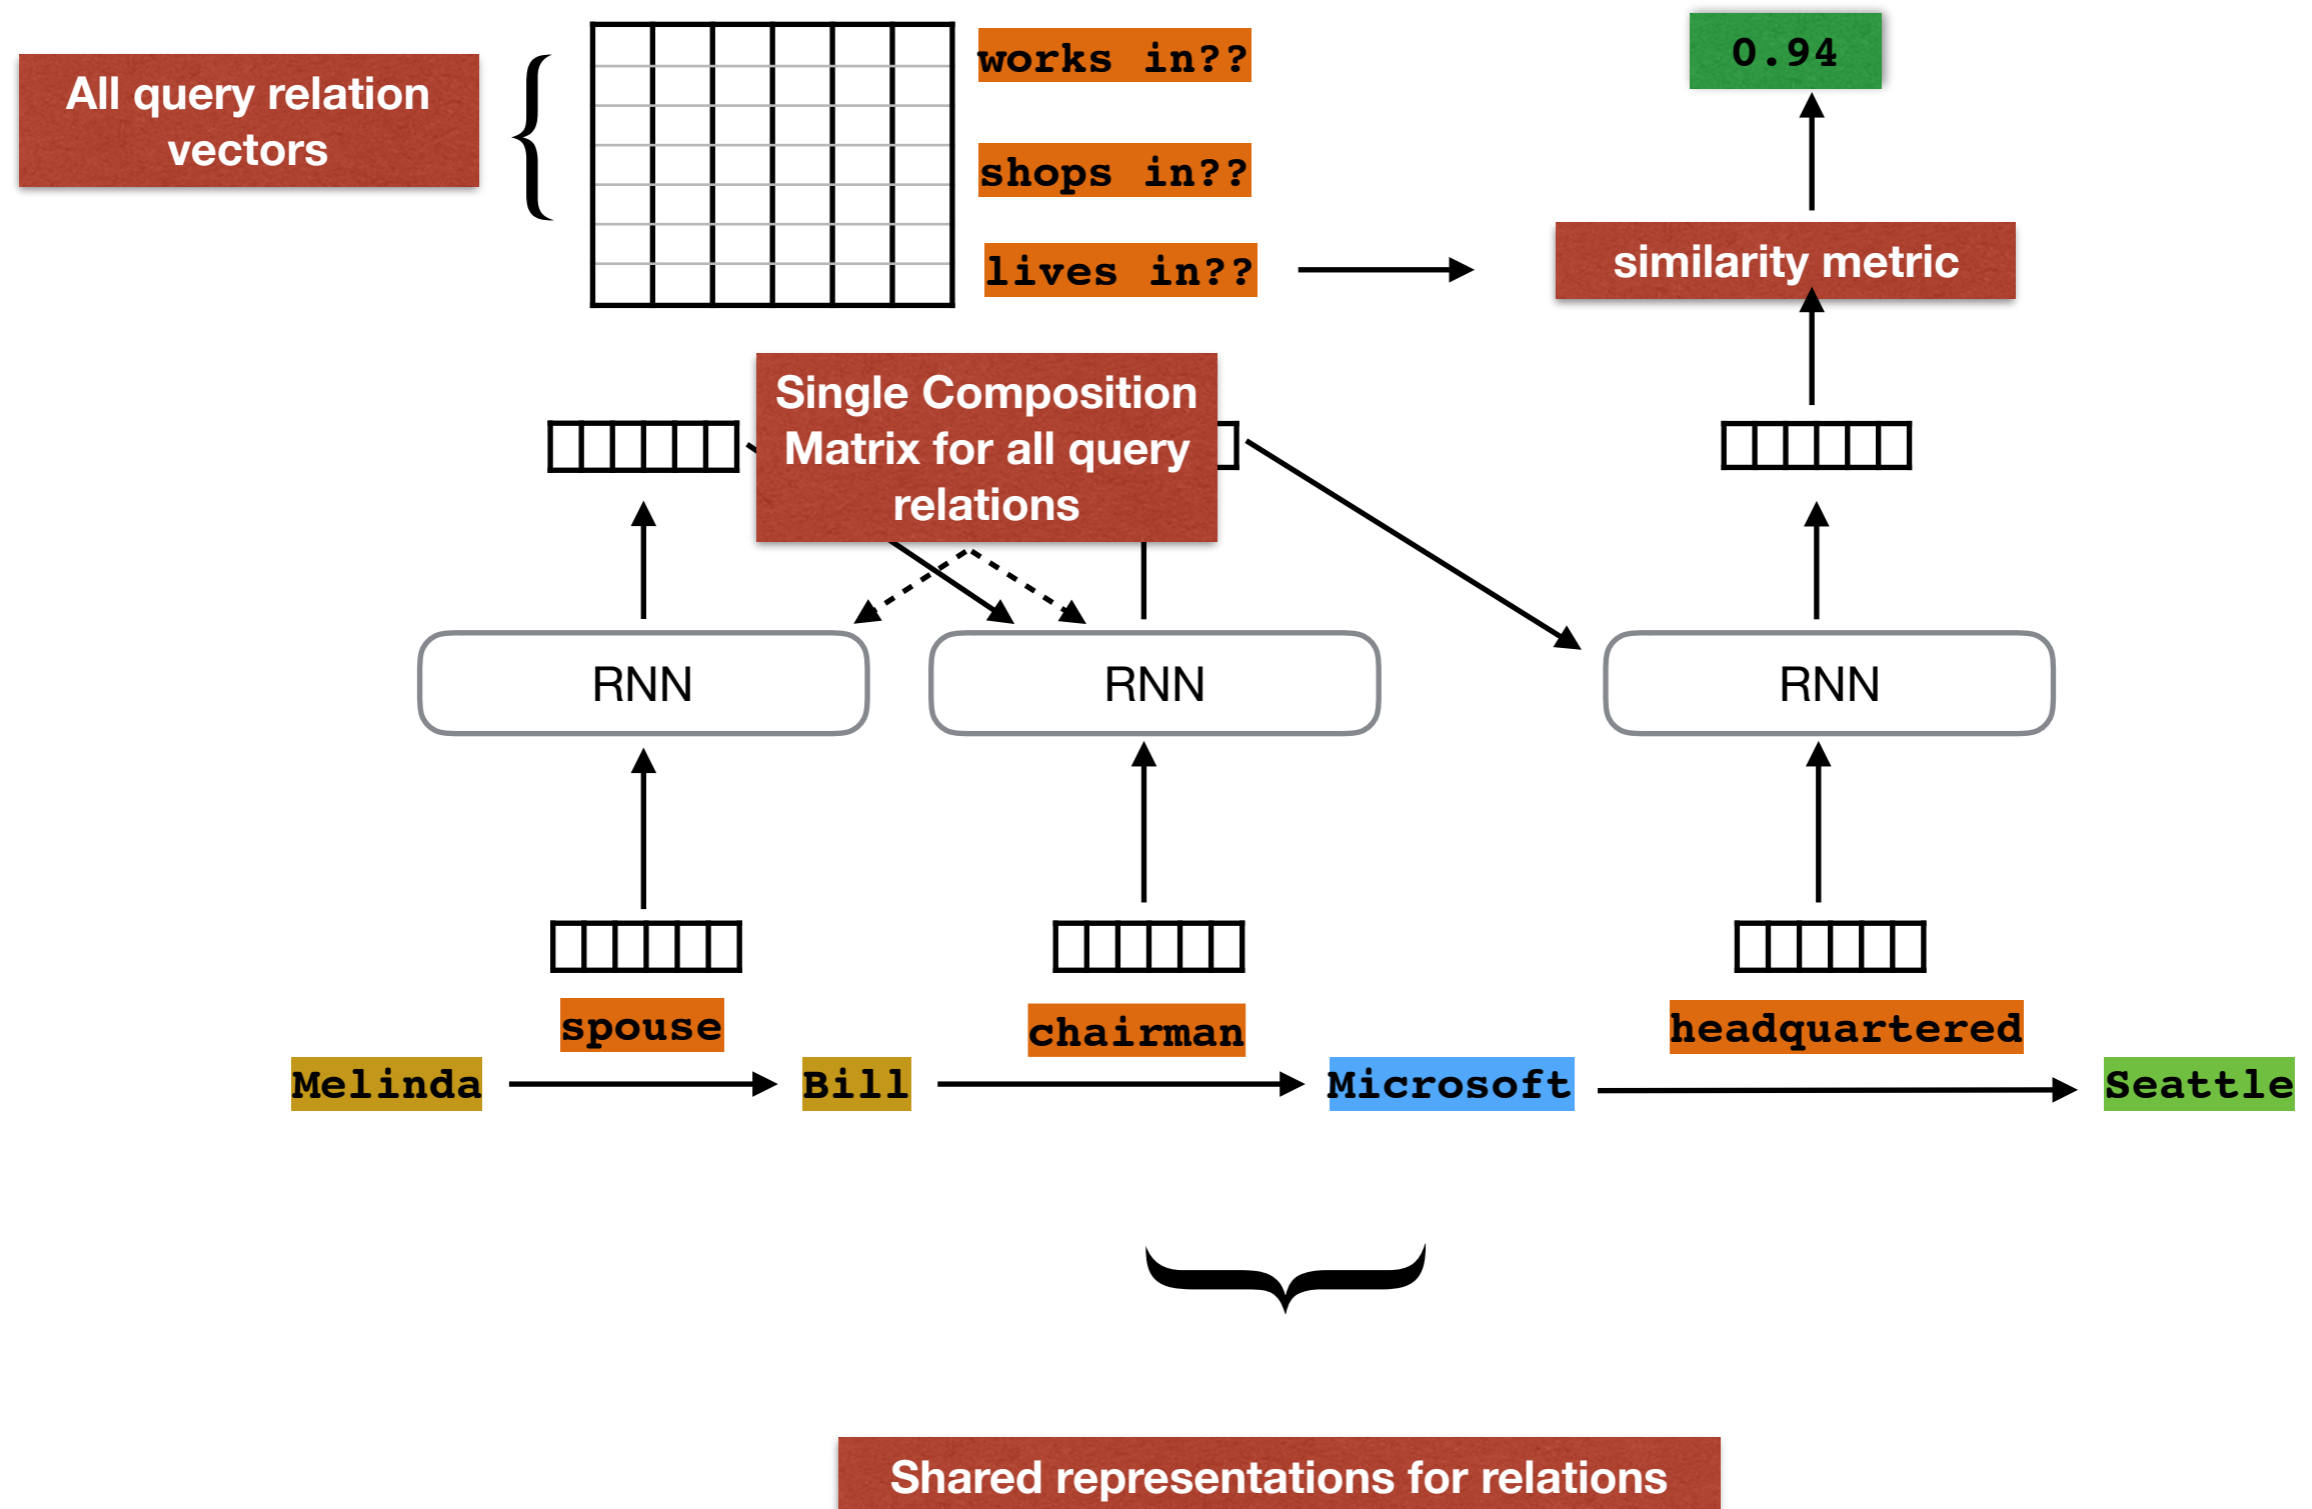 All query relation
vectors
works in??
shops in??
lives in??
0.94
similarity metric
Single Composition
Matrix for all query
relations
RNN
RNN
RNN
spouse
chairman
headquartered
Melinda
Bill
Microsoft
Seattle
Shared representations for relations